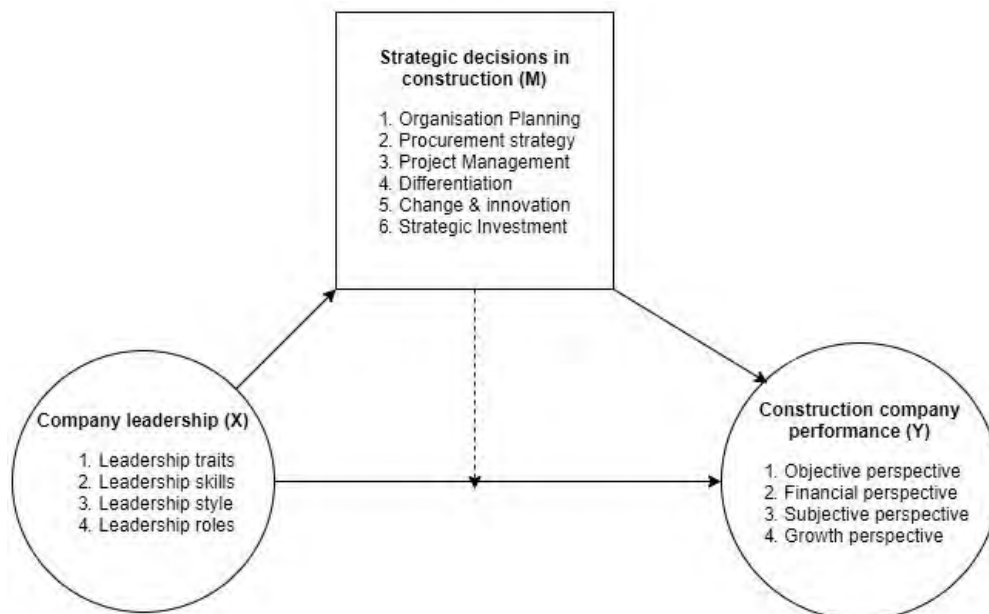 Strategic decisions in
construction (M)
1. Organisation Planning
2. Procurement strategy
3. Project Management
4. Differentiation
5. Change & innovation
6. Strategic Investment
Company leadership (X)
1. Leadership traits
2. Leadership skills
3. Leadership style
4. Leadership roles
Construction company
performance (Y)
1. Objective perspective
2. Financial perspective
3. Subjective perspective
4. Growth perspective